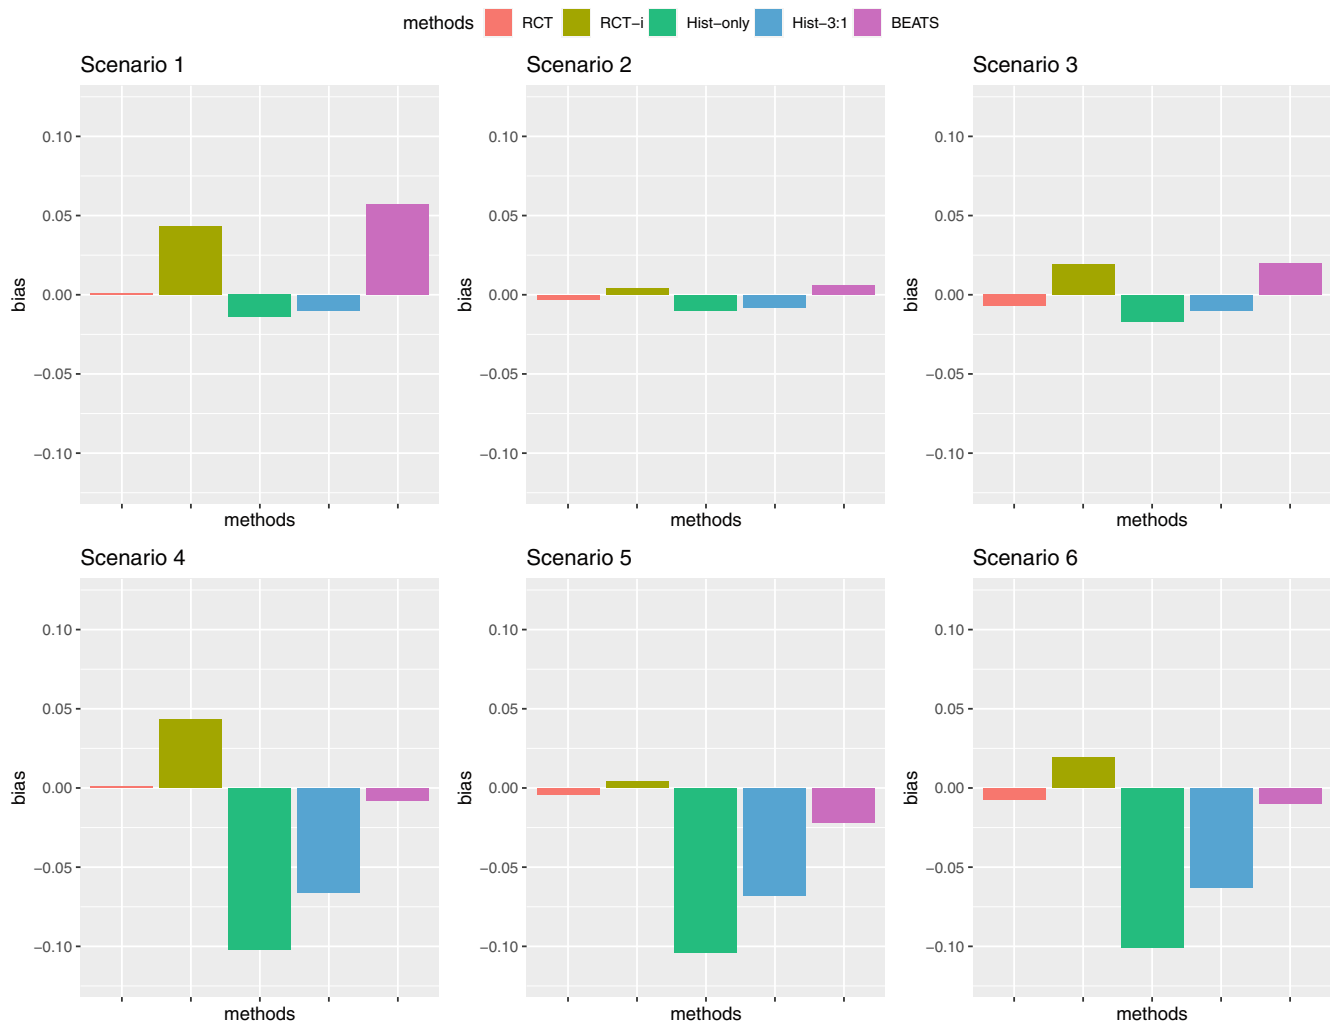 methods RCT RCT−i Hist−only Hist−3:1 BEATS
Scenario 1
0.10
0.05
0.00
−0.05
−0.10
bias
methods
Scenario 2
0.10
0.05
0.00
−0.05
−0.10
bias
methods
Scenario 3
0.10
0.05
0.00
−0.05
−0.10
bias
methods
Scenario 4
0.10
0.05
0.00
−0.05
−0.10
bias
methods
Scenario 5
0.10
0.05
0.00
−0.05
−0.10
bias
methods
Scenario 6
0.10
0.05
0.00
−0.05
−0.10
bias
methods